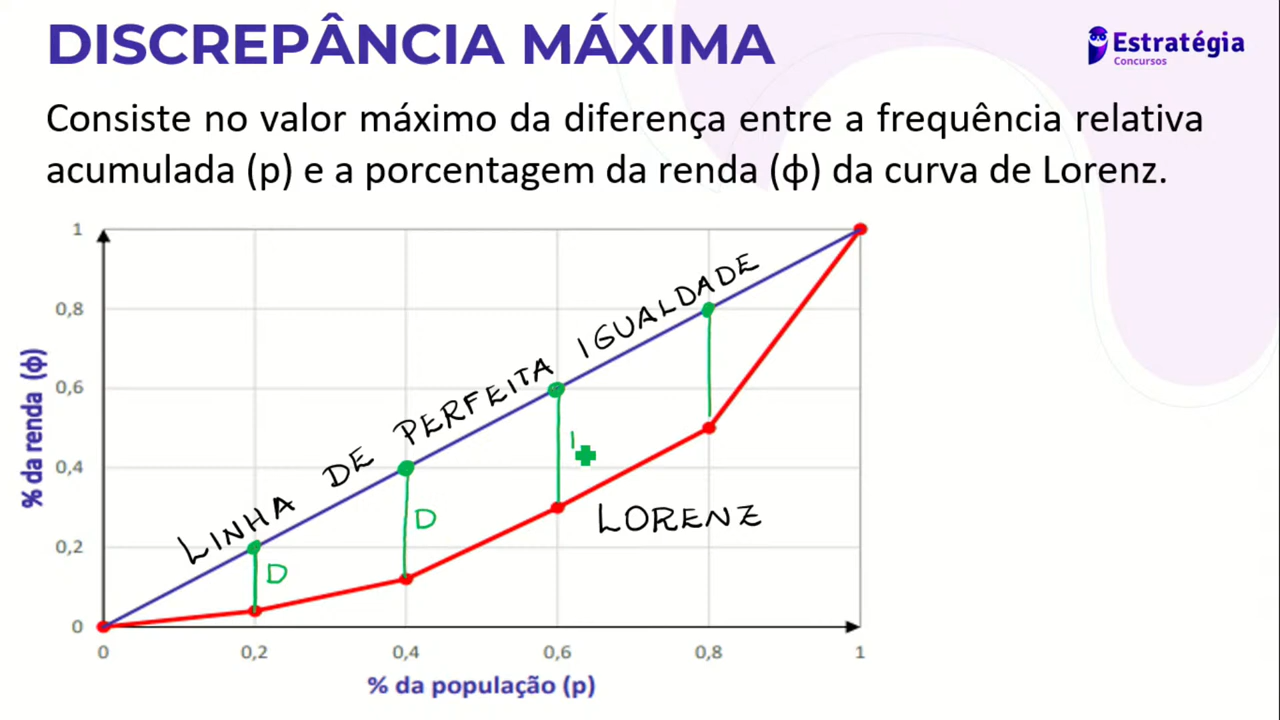 DISCREPÂNCIA MÁXIMA
Estratégia
Concursos
Consiste no valor máximo da diferença entre a frequência relativa
acumulada (p) e a porcentagem da renda (ϕ) da curva de Lorenz.
% da renda (ϕ)
1
0,8
0,6
0,4
0,2
0
LINHA DE PERFEITA IGUALDADE
D
D
LORENZ
0 0,2 0,4 0,6 0,8 1
% da população (p)